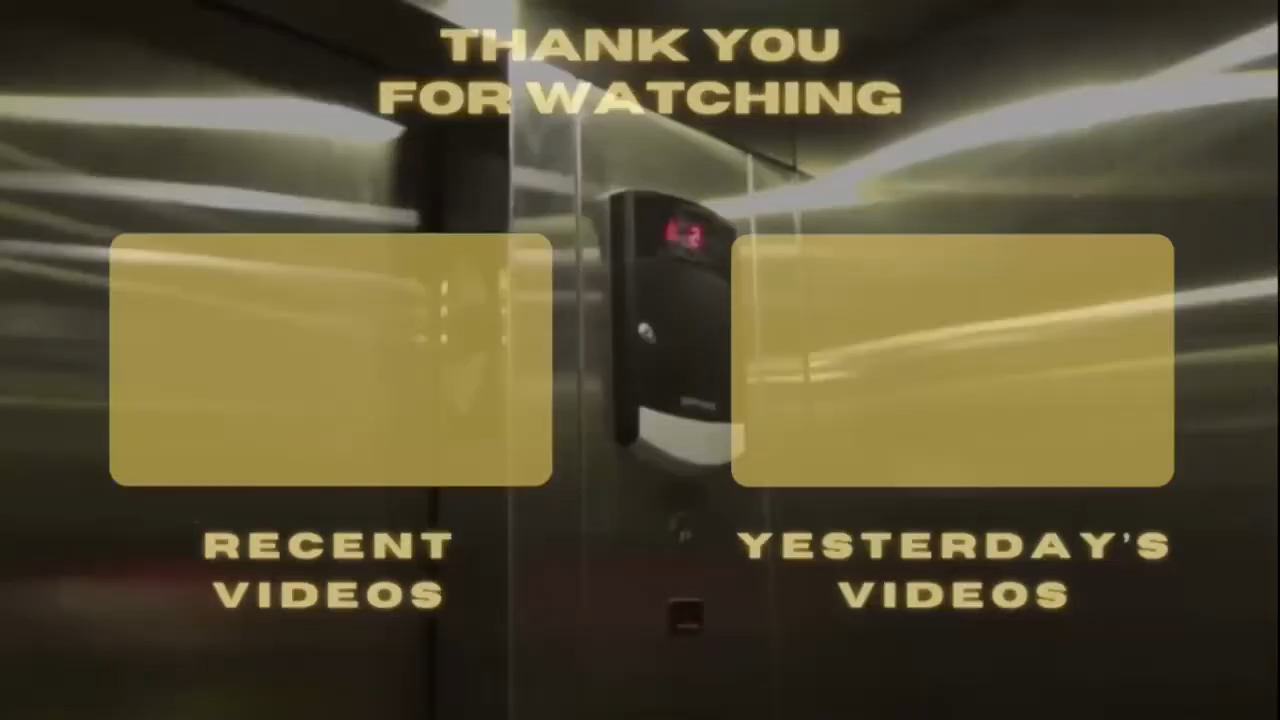 THANK YOU
FOR WATCHING
RECENT
VIDEOS
YESTERDAY'S
VIDEOS